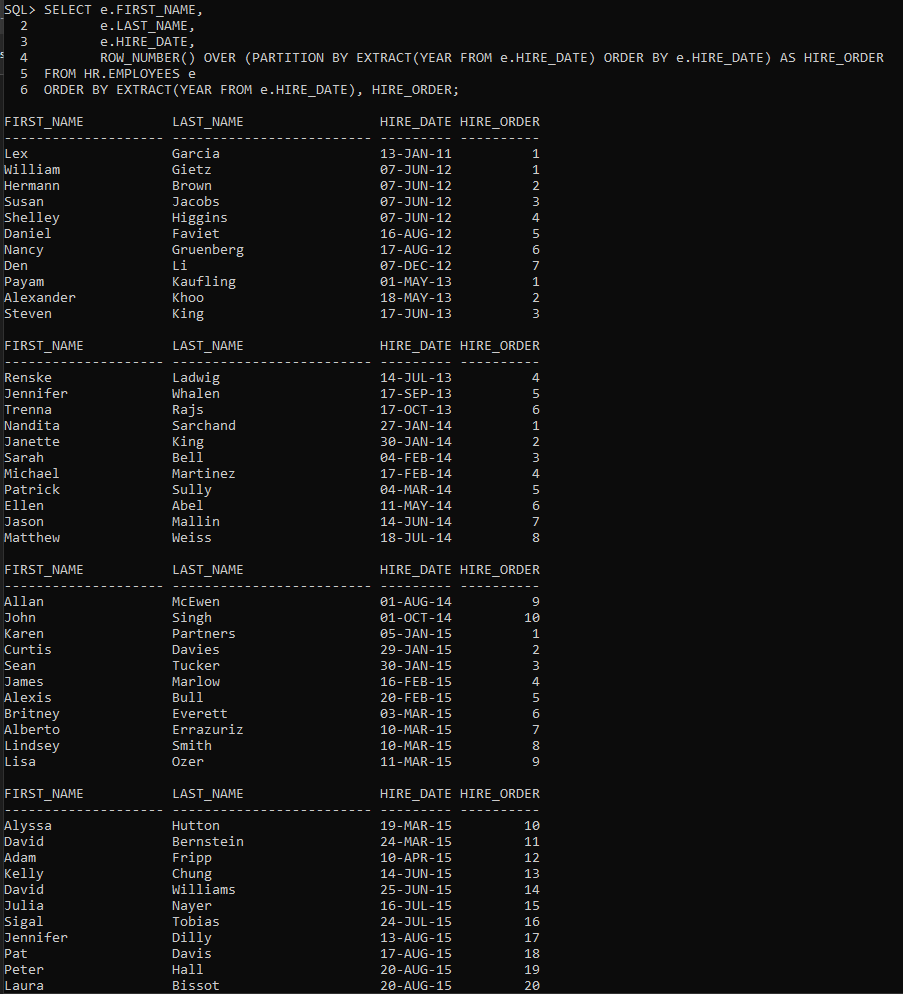 SQL> SELECT e.FIRST_NAME,
  2         e.LAST_NAME,
  3         e.HIRE_DATE,
  4         ROW_NUMBER() OVER (PARTITION BY EXTRACT(YEAR FROM e.HIRE_DATE) ORDER BY e.HIRE_DATE) AS HIRE_ORDER
  5  FROM HR.EMPLOYEES e
  6  ORDER BY EXTRACT(YEAR FROM e.HIRE_DATE), HIRE_ORDER;

FIRST_NAME           LAST_NAME                 HIRE_DATE HIRE_ORDER
-------------------- ------------------------- --------- ----------
Lex                  Garcia                    13-JAN-11          1
William              Gietz                     07-JUN-12          1
Hermann              Brown                     07-JUN-12          2
Susan                Jacobs                    07-JUN-12          3
Shelley              Higgins                   07-JUN-12          4
Daniel               Faviet                    16-AUG-12          5
Nancy                Gruenberg                 17-AUG-12          6
Den                  Li                        07-DEC-12          7
Payam                Kaufling                  01-MAY-13          1
Alexander            Khoo                      18-MAY-13          2
Steven               King                      17-JUN-13          3

FIRST_NAME           LAST_NAME                 HIRE_DATE HIRE_ORDER
-------------------- ------------------------- --------- ----------
Renske               Ladwig                    14-JUL-13          4
Jennifer             Whalen                    17-SEP-13          5
Trenna               Rajs                      17-OCT-13          6
Nandita              Sarchand                  27-JAN-14          1
Janette              King                      30-JAN-14          2
Sarah                Bell                      04-FEB-14          3
Michael              Martinez                  17-FEB-14          4
Patrick              Sully                     04-MAR-14          5
Ellen                Abel                      11-MAY-14          6
Jason                Mallin                    14-JUN-14          7
Matthew              Weiss                     18-JUL-14          8

FIRST_NAME           LAST_NAME                 HIRE_DATE HIRE_ORDER
-------------------- ------------------------- --------- ----------
Allan                McEwen                    01-AUG-14          9
John                 Singh                     01-OCT-14         10
Karen                Partners                  05-JAN-15          1
Curtis               Davies                    29-JAN-15          2
Sean                 Tucker                    30-JAN-15          3
James                Marlow                    16-FEB-15          4
Alexis               Bull                      20-FEB-15          5
Britney              Everett                   03-MAR-15          6
Alberto              Errazuriz                 10-MAR-15          7
Lindsey              Smith                     10-MAR-15          8
Lisa                 Ozer                      11-MAR-15          9

FIRST_NAME           LAST_NAME                 HIRE_DATE HIRE_ORDER
-------------------- ------------------------- --------- ----------
Alyssa               Hutton                    19-MAR-15         10
David                Bernstein                 24-MAR-15         11
Adam                 Fripp                     10-APR-15         12
Kelly                Chung                     14-JUN-15         13
David                Williams                  25-JUN-15         14
Julia                Nayer                     16-JUL-15         15
Sigal                Tobias                    24-JUL-15         16
Jennifer             Dilly                     13-AUG-15         17
Pat                  Davis                     17-AUG-15         18
Peter                Hall                      20-AUG-15         19
Laura                Bissot                    20-AUG-15         20